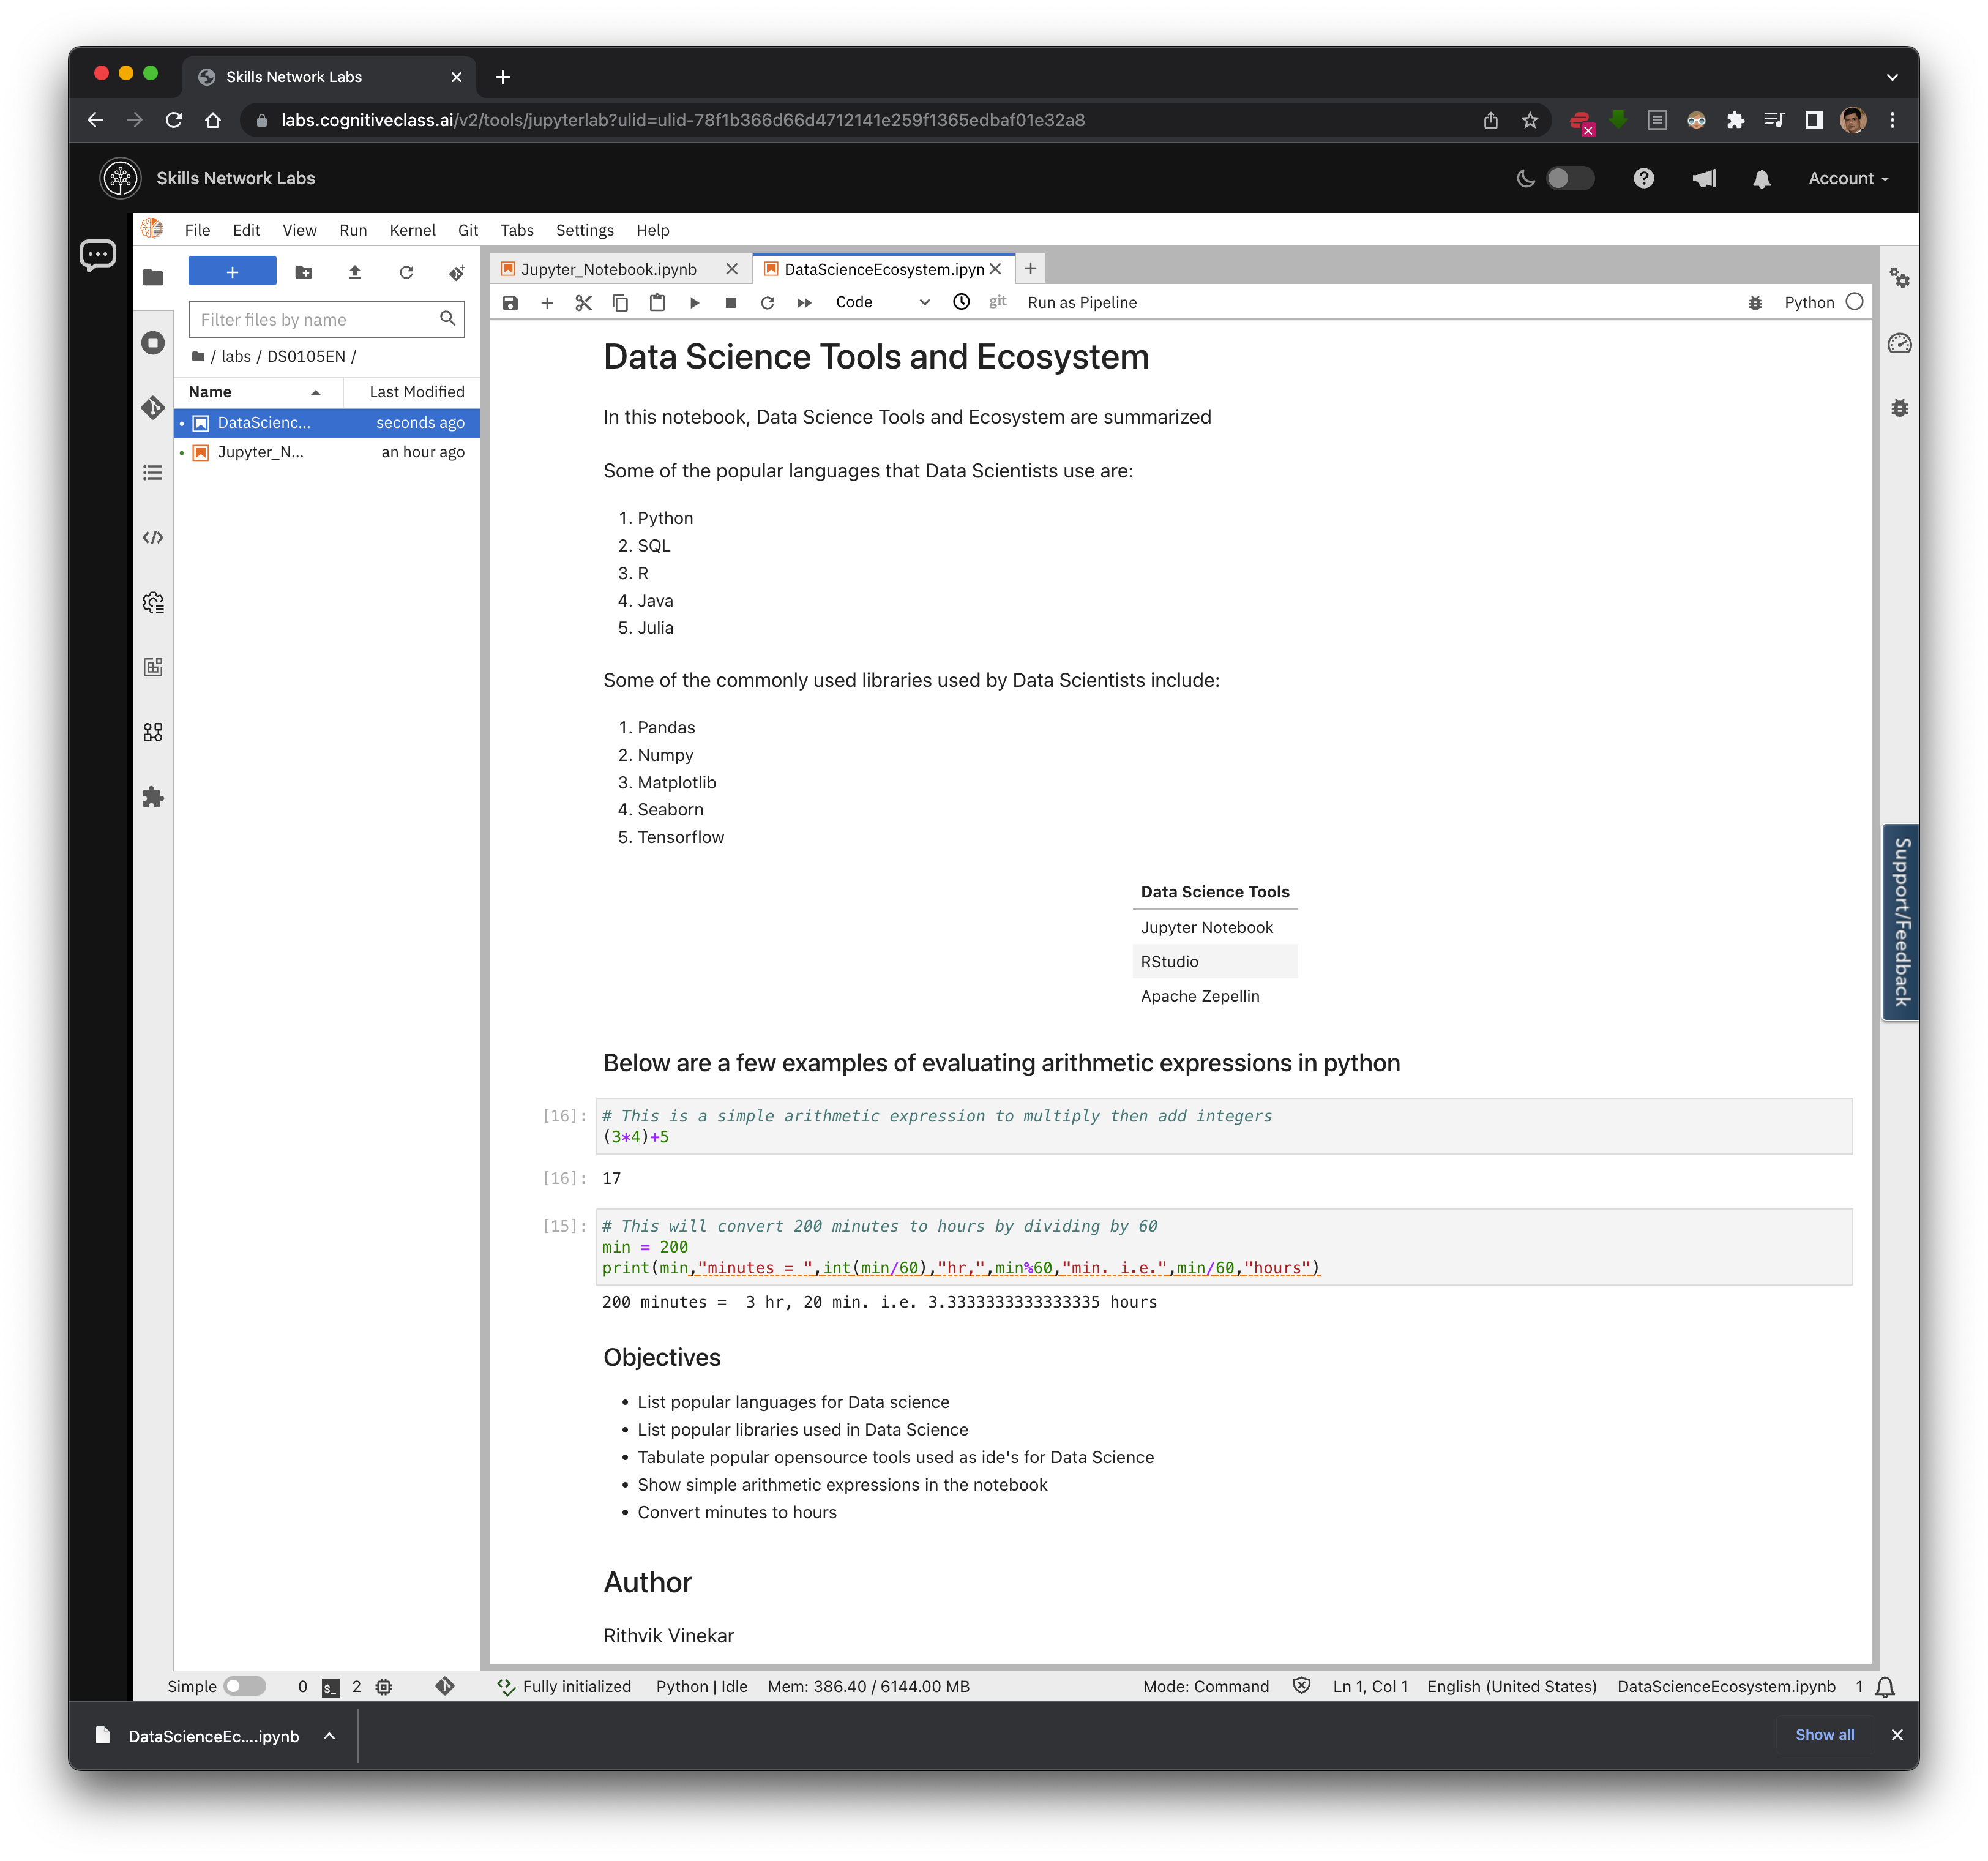 Skills Network Labs
labs.cognitiveclass.ai/v2/tools/jupyterlab?ulid=ulid-78f1b366d66d4712141e259f1365edbaf01e32a8
Skills Network Labs
Account
File Edit View Run Kernel Git Tabs Settings Help
+
Jupyter_Notebook.ipynb
DataScienceEcosystem.ipyn
Code
git
Run as Pipeline
Python
Filter files by name
/ labs / DS0105EN /
Name Last Modified
DataScienc... seconds ago
Jupyter_N... an hour ago
Data Science Tools and Ecosystem
In this notebook, Data Science Tools and Ecosystem are summarized
Some of the popular languages that Data Scientists use are:
1. Python
2. SQL
3. R
4. Java
5. Julia
Some of the commonly used libraries used by Data Scientists include:
1. Pandas
2. Numpy
3. Matplotlib
4. Seaborn
5. Tensorflow
Data Science Tools
Jupyter Notebook
RStudio
Apache Zepellin
Below are a few examples of evaluating arithmetic expressions in python
[16]: # This is a simple arithmetic expression to multiply then add integers
(3*4)+5
[16]: 17
[15]: # This will convert 200 minutes to hours by dividing by 60
min = 200
print(min,"minutes = ",int(min/60),"hr,",min%60,"min. i.e.",min/60,"hours")
200 minutes =  3 hr, 20 min. i.e. 3.3333333333333335 hours
Objectives
• List popular languages for Data science
• List popular libraries used in Data Science
• Tabulate popular opensource tools used as ide's for Data Science
• Show simple arithmetic expressions in the notebook
• Convert minutes to hours
Author
Rithvik Vinekar
Support/Feedback
Simple 0 $_ 2 Fully initialized Python | Idle Mem: 386.40 / 6144.00 MB Mode: Command Ln 1, Col 1 English (United States) DataScienceEcosystem.ipynb 1
DataScienceEc....ipynb
Show all